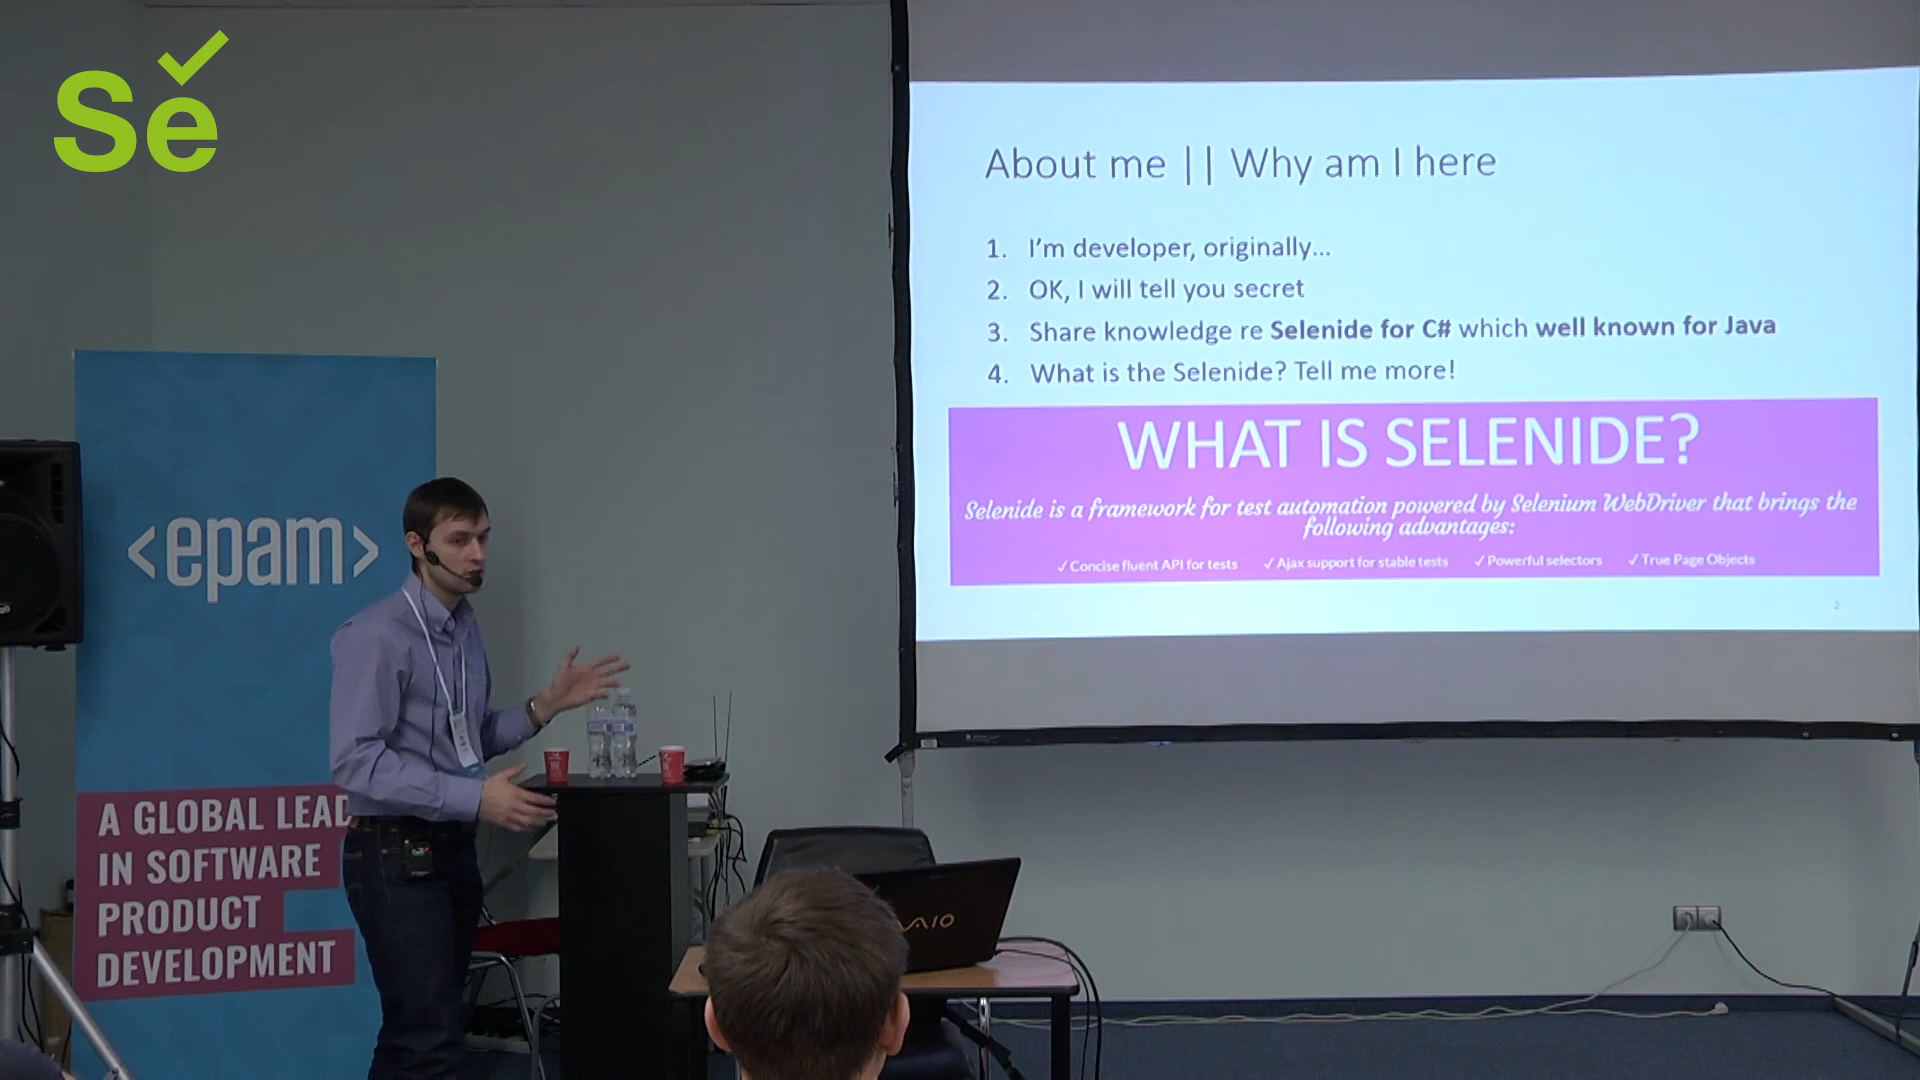 Se
<epam>
A GLOBAL LEAD
IN SOFTWARE
PRODUCT
DEVELOPMENT
About me || Why am I here
1. I'm developer, originally...
2. OK, I will tell you secret
3. Share knowledge re Selenide for C# which well known for Java
4. What is the Selenide? Tell me more!
WHAT IS SELENIDE?
Selenide is a framework for test automation powered by Selenium WebDriver that brings the
following advantages:
✓ Concise fluent API for tests ✓ Ajax support for stable tests ✓ Powerful selectors ✓ True Page Objects
2
VAIO